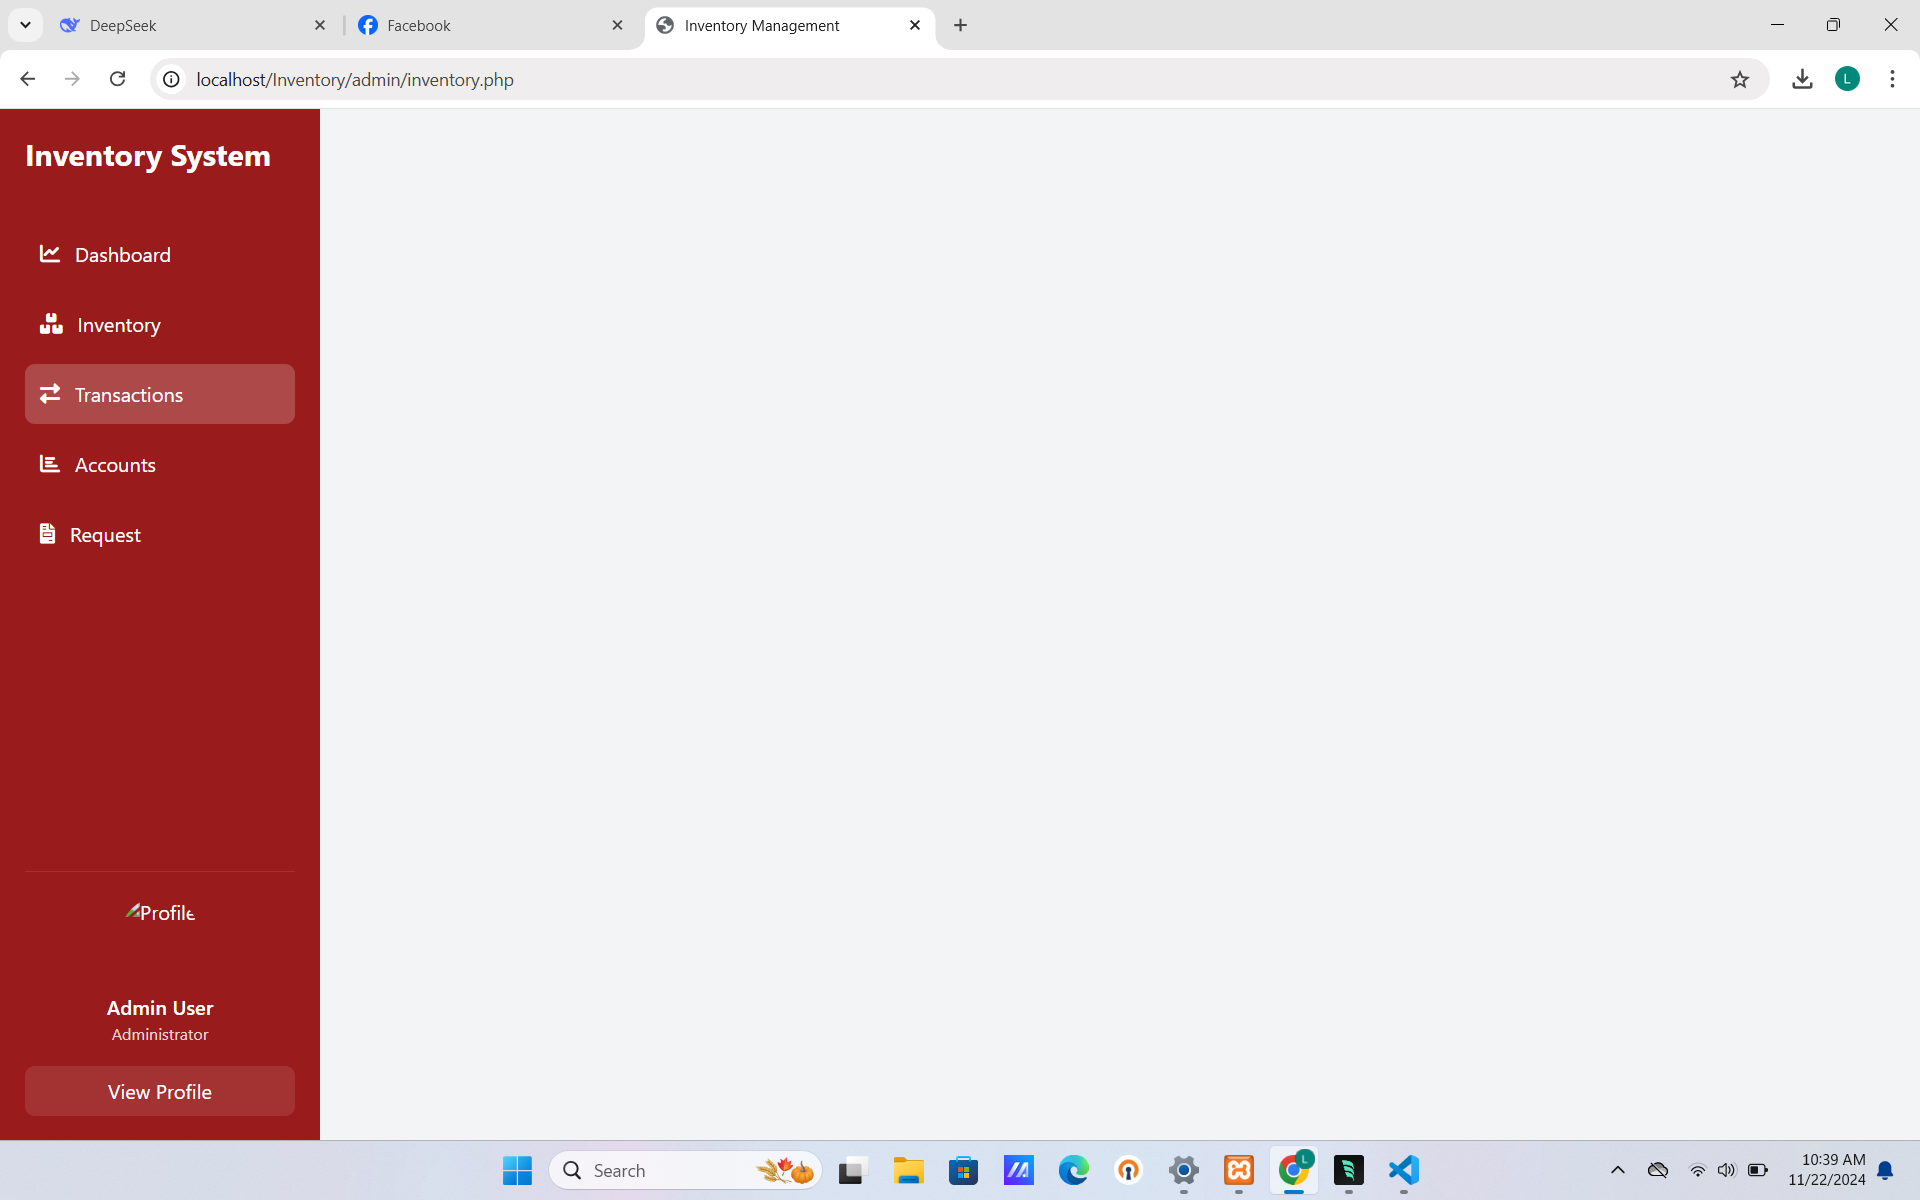 DeepSeek
Facebook
Inventory Management
localhost/Inventory/admin/inventory.php
L
Inventory System
Dashboard
Inventory
Transactions
Accounts
Request
Profile
Admin User
Administrator
View Profile
Search
L
10:39 AM
11/22/2024